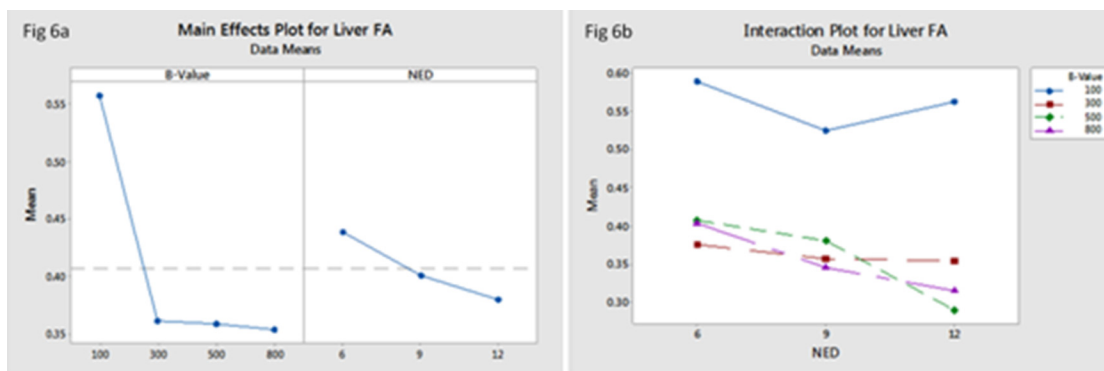 Fig 6a
Main Effects Plot for Liver FA
Data Means
B-Value NED
0.55
0.50
0.45
0.40
0.35
Mean
100 300 500 800 6 9 12
Fig 6b
Interaction Plot for Liver FA
Data Means
0.60
0.55
0.50
0.45
0.40
0.35
0.30
Mean
6 9 12
NED
B-Value
100
300
500
800